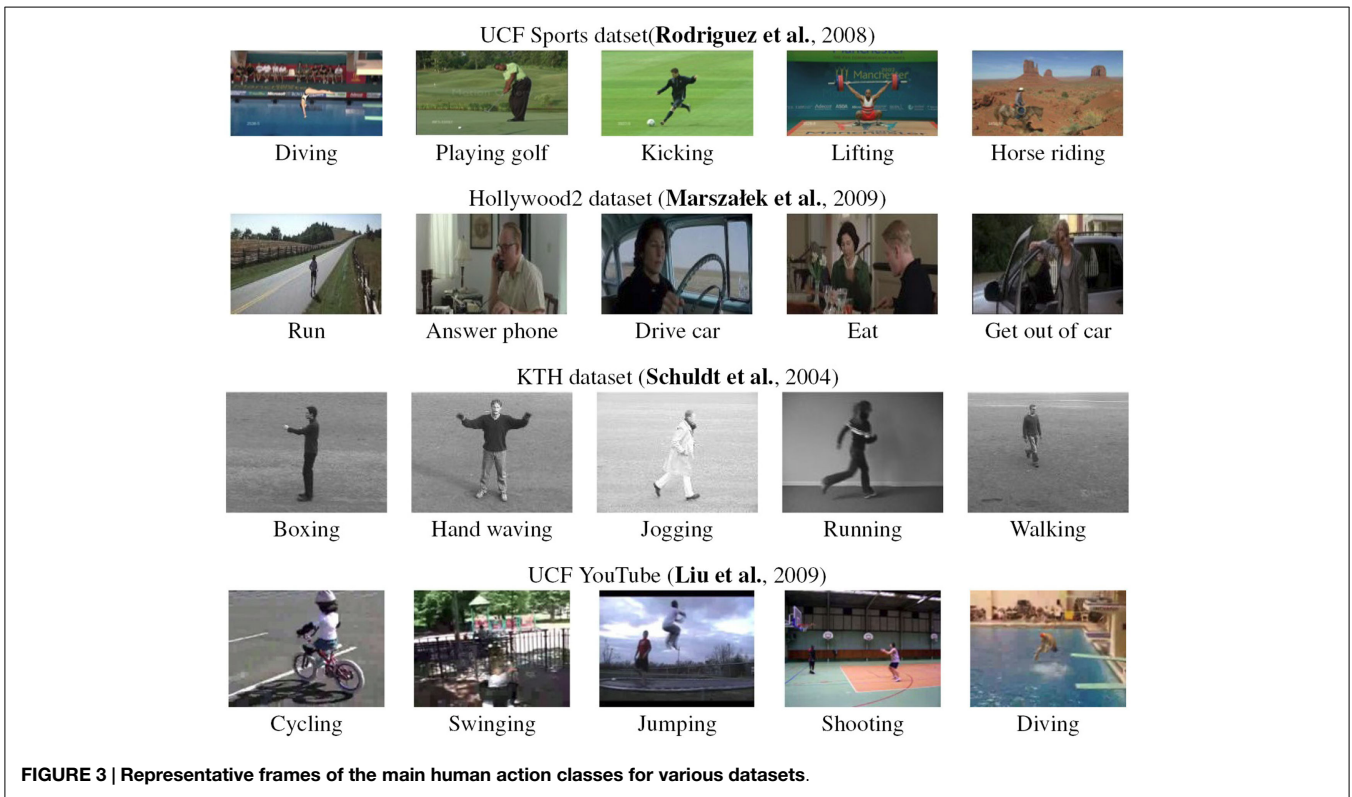 UCF Sports datset(Rodriguez et al., 2008)
Manchester
Manchester
Diving Playing golf Kicking Lifting Horse riding
Hollywood2 dataset (Marszałek et al., 2009)
Run Answer phone Drive car Eat Get out of car
KTH dataset (Schuldt et al., 2004)
Boxing Hand waving Jogging Running Walking
UCF YouTube (Liu et al., 2009)
Cycling Swinging Jumping Shooting Diving
FIGURE 3 | Representative frames of the main human action classes for various datasets.